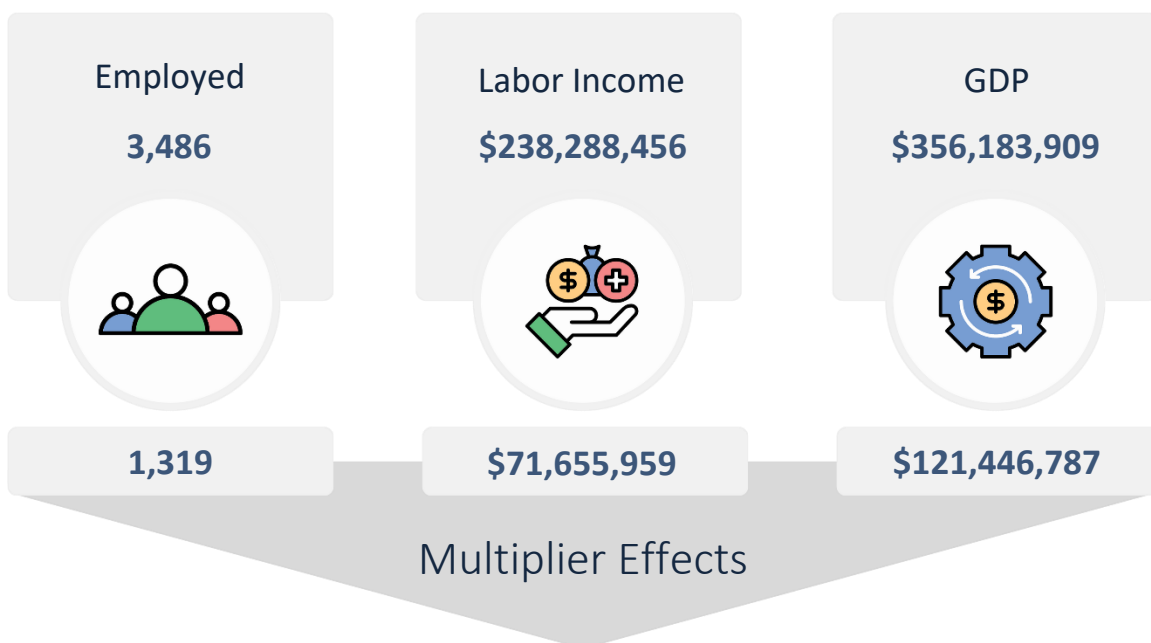 Employed
3,486
Labor Income
$238,288,456
GDP
$356,183,909
$
$
1,319
$71,655,959
$121,446,787
Multiplier Effects